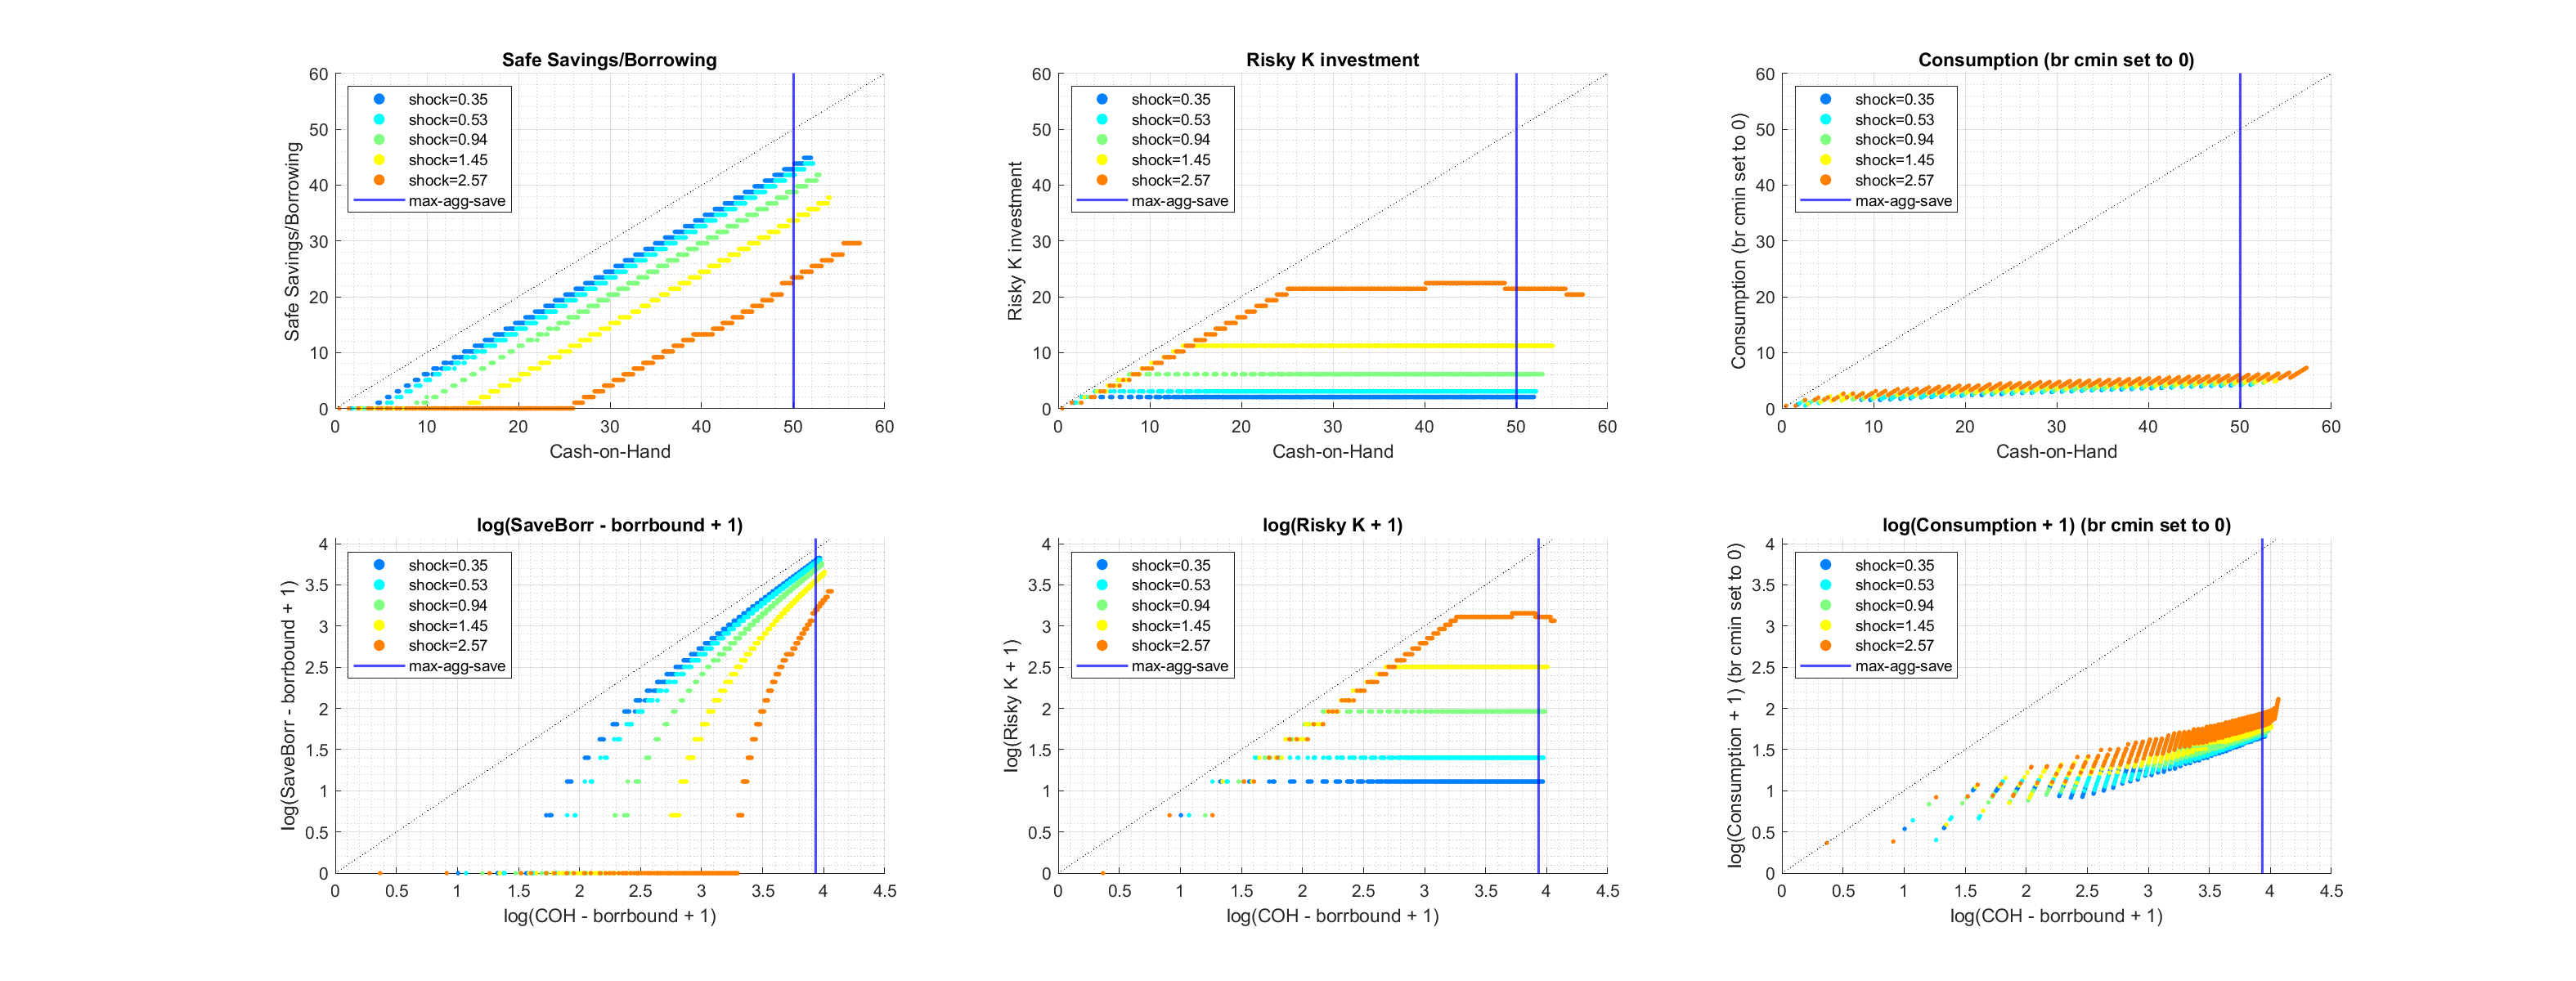 Safe Savings/Borrowing
60
50
40
30
20
10
0
Safe Savings/Borrowing
shock=0.35
shock=0.53
shock=0.94
shock=1.45
shock=2.57
max-agg-save
0 10 20 30 40 50 60
Cash-on-Hand
Risky K investment
60
50
40
30
20
10
0
Risky K investment
shock=0.35
shock=0.53
shock=0.94
shock=1.45
shock=2.57
max-agg-save
0 10 20 30 40 50 60
Cash-on-Hand
Consumption (br cmin set to 0)
60
50
40
30
20
10
0
Consumption (br cmin set to 0)
shock=0.35
shock=0.53
shock=0.94
shock=1.45
shock=2.57
max-agg-save
0 10 20 30 40 50 60
Cash-on-Hand
log(SaveBorr - borrbound + 1)
4
3.5
3
2.5
2
1.5
1
0.5
0
log(SaveBorr - borrbound + 1)
shock=0.35
shock=0.53
shock=0.94
shock=1.45
shock=2.57
max-agg-save
0 0.5 1 1.5 2 2.5 3 3.5 4 4.5
log(COH - borrbound + 1)
log(Risky K + 1)
4
3.5
3
2.5
2
1.5
1
0.5
0
log(Risky K + 1)
shock=0.35
shock=0.53
shock=0.94
shock=1.45
shock=2.57
max-agg-save
0 0.5 1 1.5 2 2.5 3 3.5 4 4.5
log(COH - borrbound + 1)
log(Consumption + 1) (br cmin set to 0)
4
3.5
3
2.5
2
1.5
1
0.5
0
log(Consumption + 1) (br cmin set to 0)
shock=0.35
shock=0.53
shock=0.94
shock=1.45
shock=2.57
max-agg-save
0 0.5 1 1.5 2 2.5 3 3.5 4 4.5
log(COH - borrbound + 1)